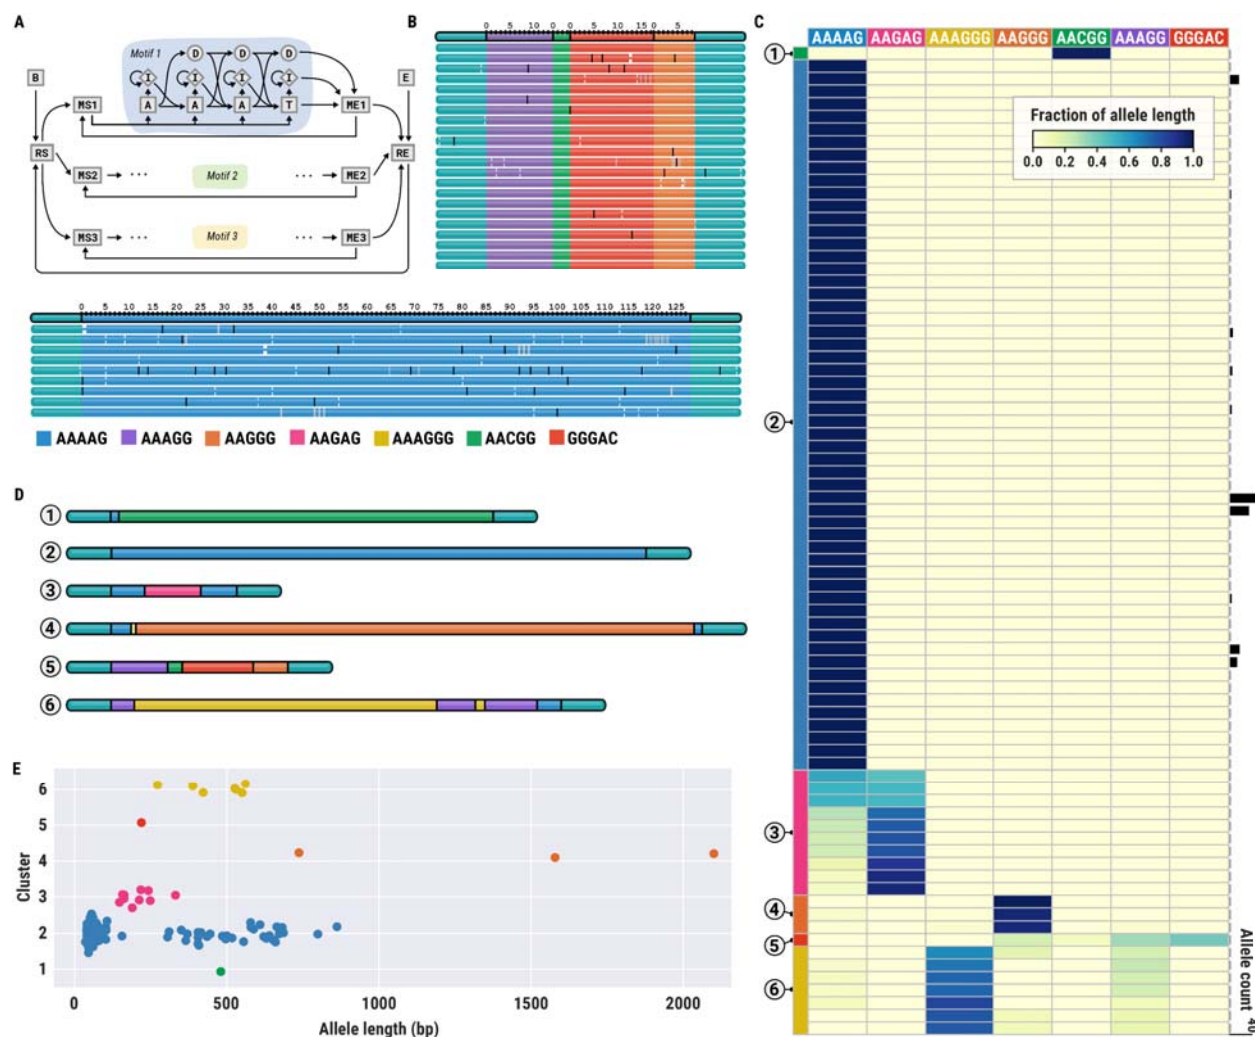 A
B
C
Motif 1
D D D
I I I I
A A A T
B
E
MS1
ME1
RS
RE
MS2
···
Motif 2
···
ME2
MS3
···
Motif 3
···
ME3
0 5 10 0 0 5 10 15 0 5
0 5 10 15 20 25 30 35 40 45 50 55 60 65 70 75 80 85 90 95 100 105 110 115 120 125
AAAAG AAAGG AAGGG AAGAG AAAGGG AACGG GGGAC
AAAAG AAGAG AAAGGG AAGGG AACGG AAAGG GGGAC
Fraction of allele length
0.0 0.2 0.4 0.6 0.8 1.0
1
2
3
4
5
6
Allele count
40
D
1
2
3
4
5
6
E
Cluster
6
5
4
3
2
1
0 500 1000 1500 2000
Allele length (bp)